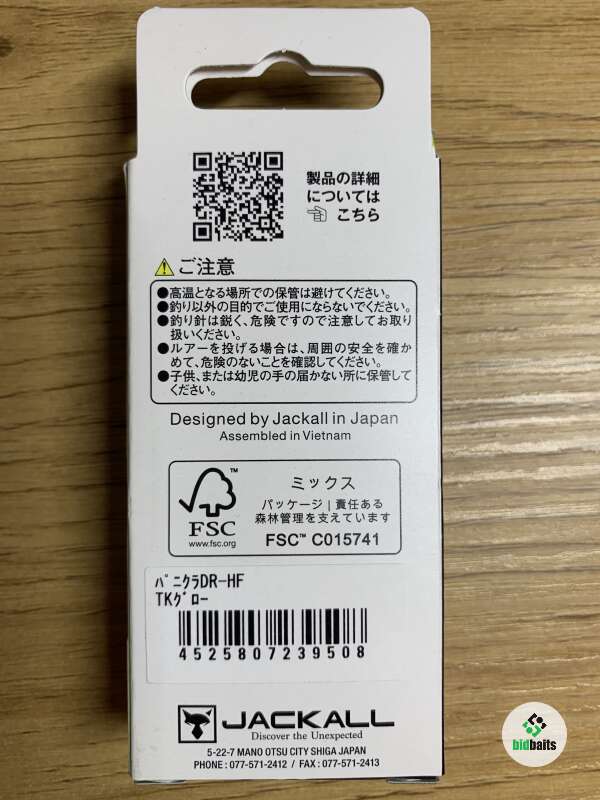 製品の詳細
については
☜ こちら
⚠ ご注意
●高温となる場所での保管は避けてください。
●釣り以外の目的でご使用にならないでください。
●釣り針は鋭く、危険ですので注意してお取り
扱いください。
●ルアーを投げる場合は、周囲の安全を確か
めて、危険のないことを確認してください。
●子供、または幼児の手の届かない所に保管して
ください。
Designed by Jackall in Japan
Assembled in Vietnam
FSC
www.fsc.org
ミックス
パッケージ | 責任ある
森林管理を支えています
FSC™ C015741
ﾊﾟﾆｸﾗDR-HF
TKｸﾞﾛｰ
4525807239508
JACKALL
Discover the Unexpected
5-22-7 MANO OTSU CITY SHIGA JAPAN
PHONE : 077-571-2412 / FAX : 077-571-2413
bidbaits